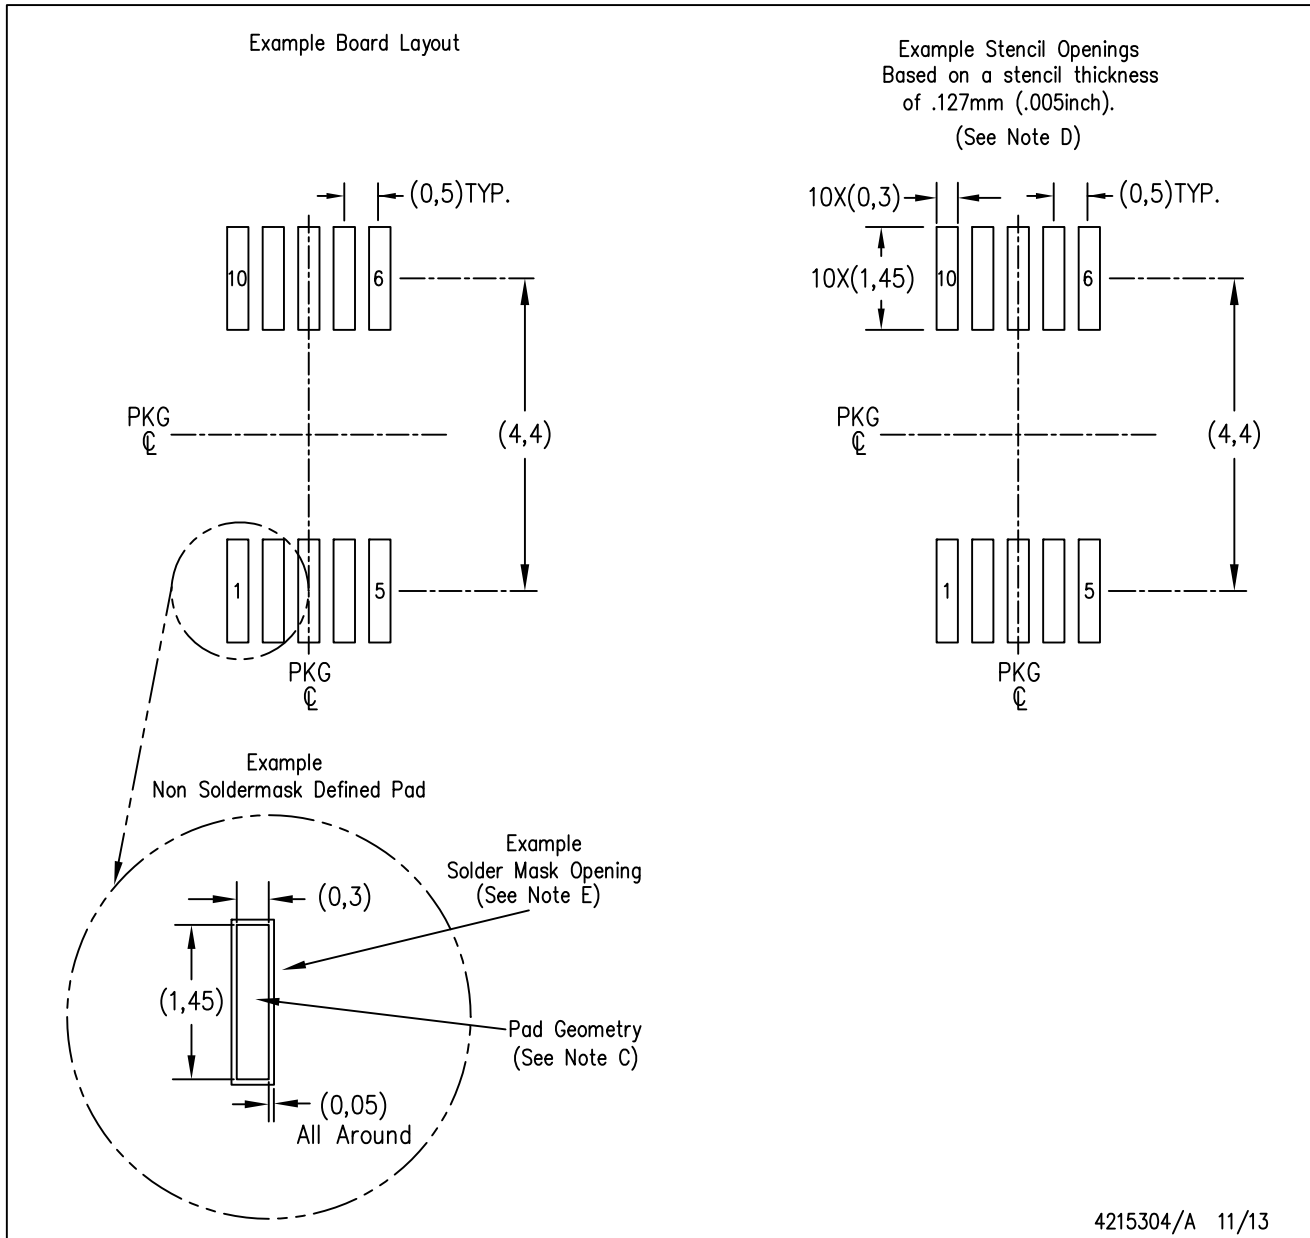 Example Board Layout
(0,5)TYP.
10
6
PKG
℄
(4,4)
1
5
PKG
℄
Example Stencil Openings
Based on a stencil thickness
of .127mm (.005inch).
(See Note D)
10X(0,3)
(0,5)TYP.
10X(1,45)
10
6
PKG
℄
(4,4)
1
5
PKG
℄
Example
Non Soldermask Defined Pad
Example
Solder Mask Opening
(See Note E)
(0,3)
(1,45)
Pad Geometry
(See Note C)
(0,05)
All Around
4215304/A 11/13